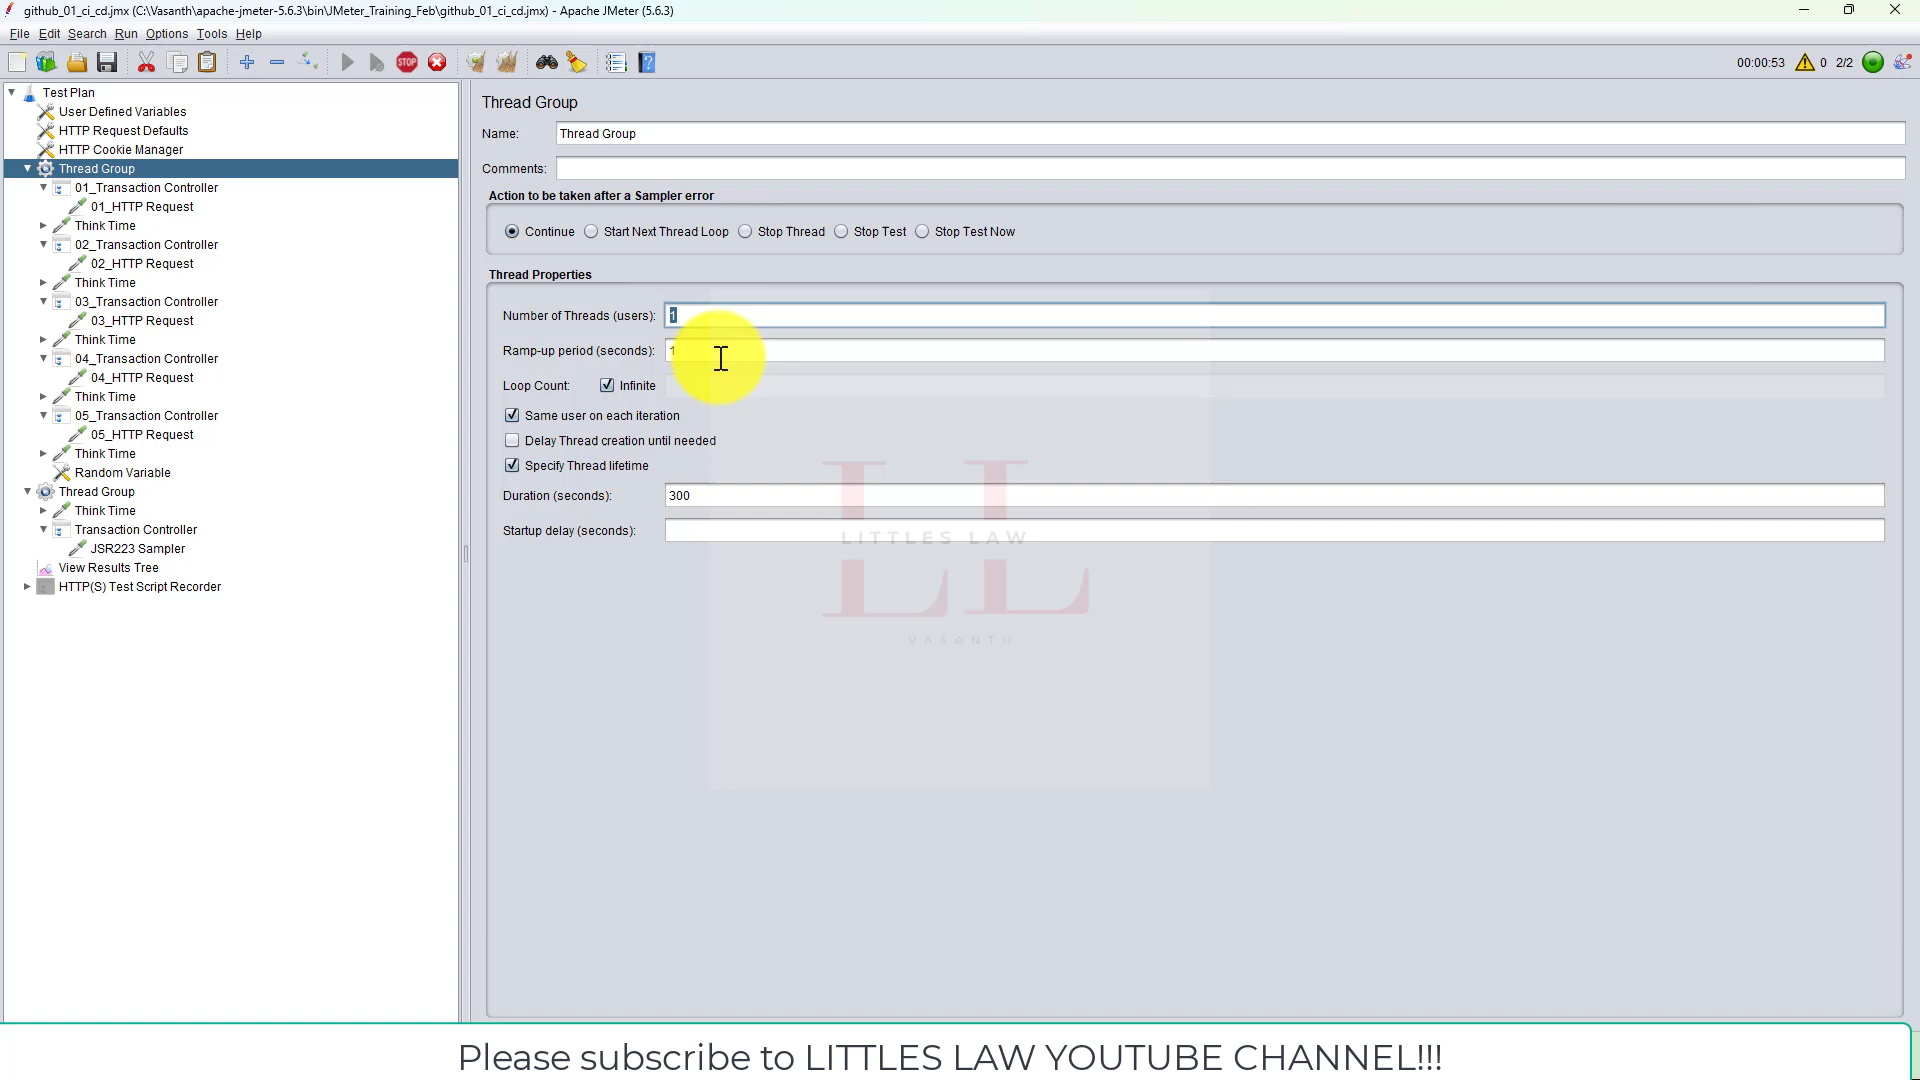 github_01_ci_cd.jmx (C:\Vasanth\apache-jmeter-5.6.3\bin\JMeter_Training_Feb\github_01_ci_cd.jmx) - Apache JMeter (5.6.3)
File Edit Search Run Options Tools Help
STOP
00:00:53 0 2/2
Test Plan
User Defined Variables
HTTP Request Defaults
HTTP Cookie Manager
Thread Group
01_Transaction Controller
01_HTTP Request
Think Time
02_Transaction Controller
02_HTTP Request
Think Time
03_Transaction Controller
03_HTTP Request
Think Time
04_Transaction Controller
04_HTTP Request
Think Time
05_Transaction Controller
05_HTTP Request
Think Time
Random Variable
Thread Group
Think Time
Transaction Controller
JSR223 Sampler
View Results Tree
HTTP(S) Test Script Recorder
Thread Group
Name: Thread Group
Comments:
Action to be taken after a Sampler error
Continue Start Next Thread Loop Stop Thread Stop Test Stop Test Now
Thread Properties
Number of Threads (users): 1
Ramp-up period (seconds): 1
Loop Count: Infinite
Same user on each iteration
Delay Thread creation until needed
Specify Thread lifetime
Duration (seconds): 300
Startup delay (seconds):
LL
LITTLES LAW
LL
VASANTH
Please subscribe to LITTLES LAW YOUTUBE CHANNEL!!!